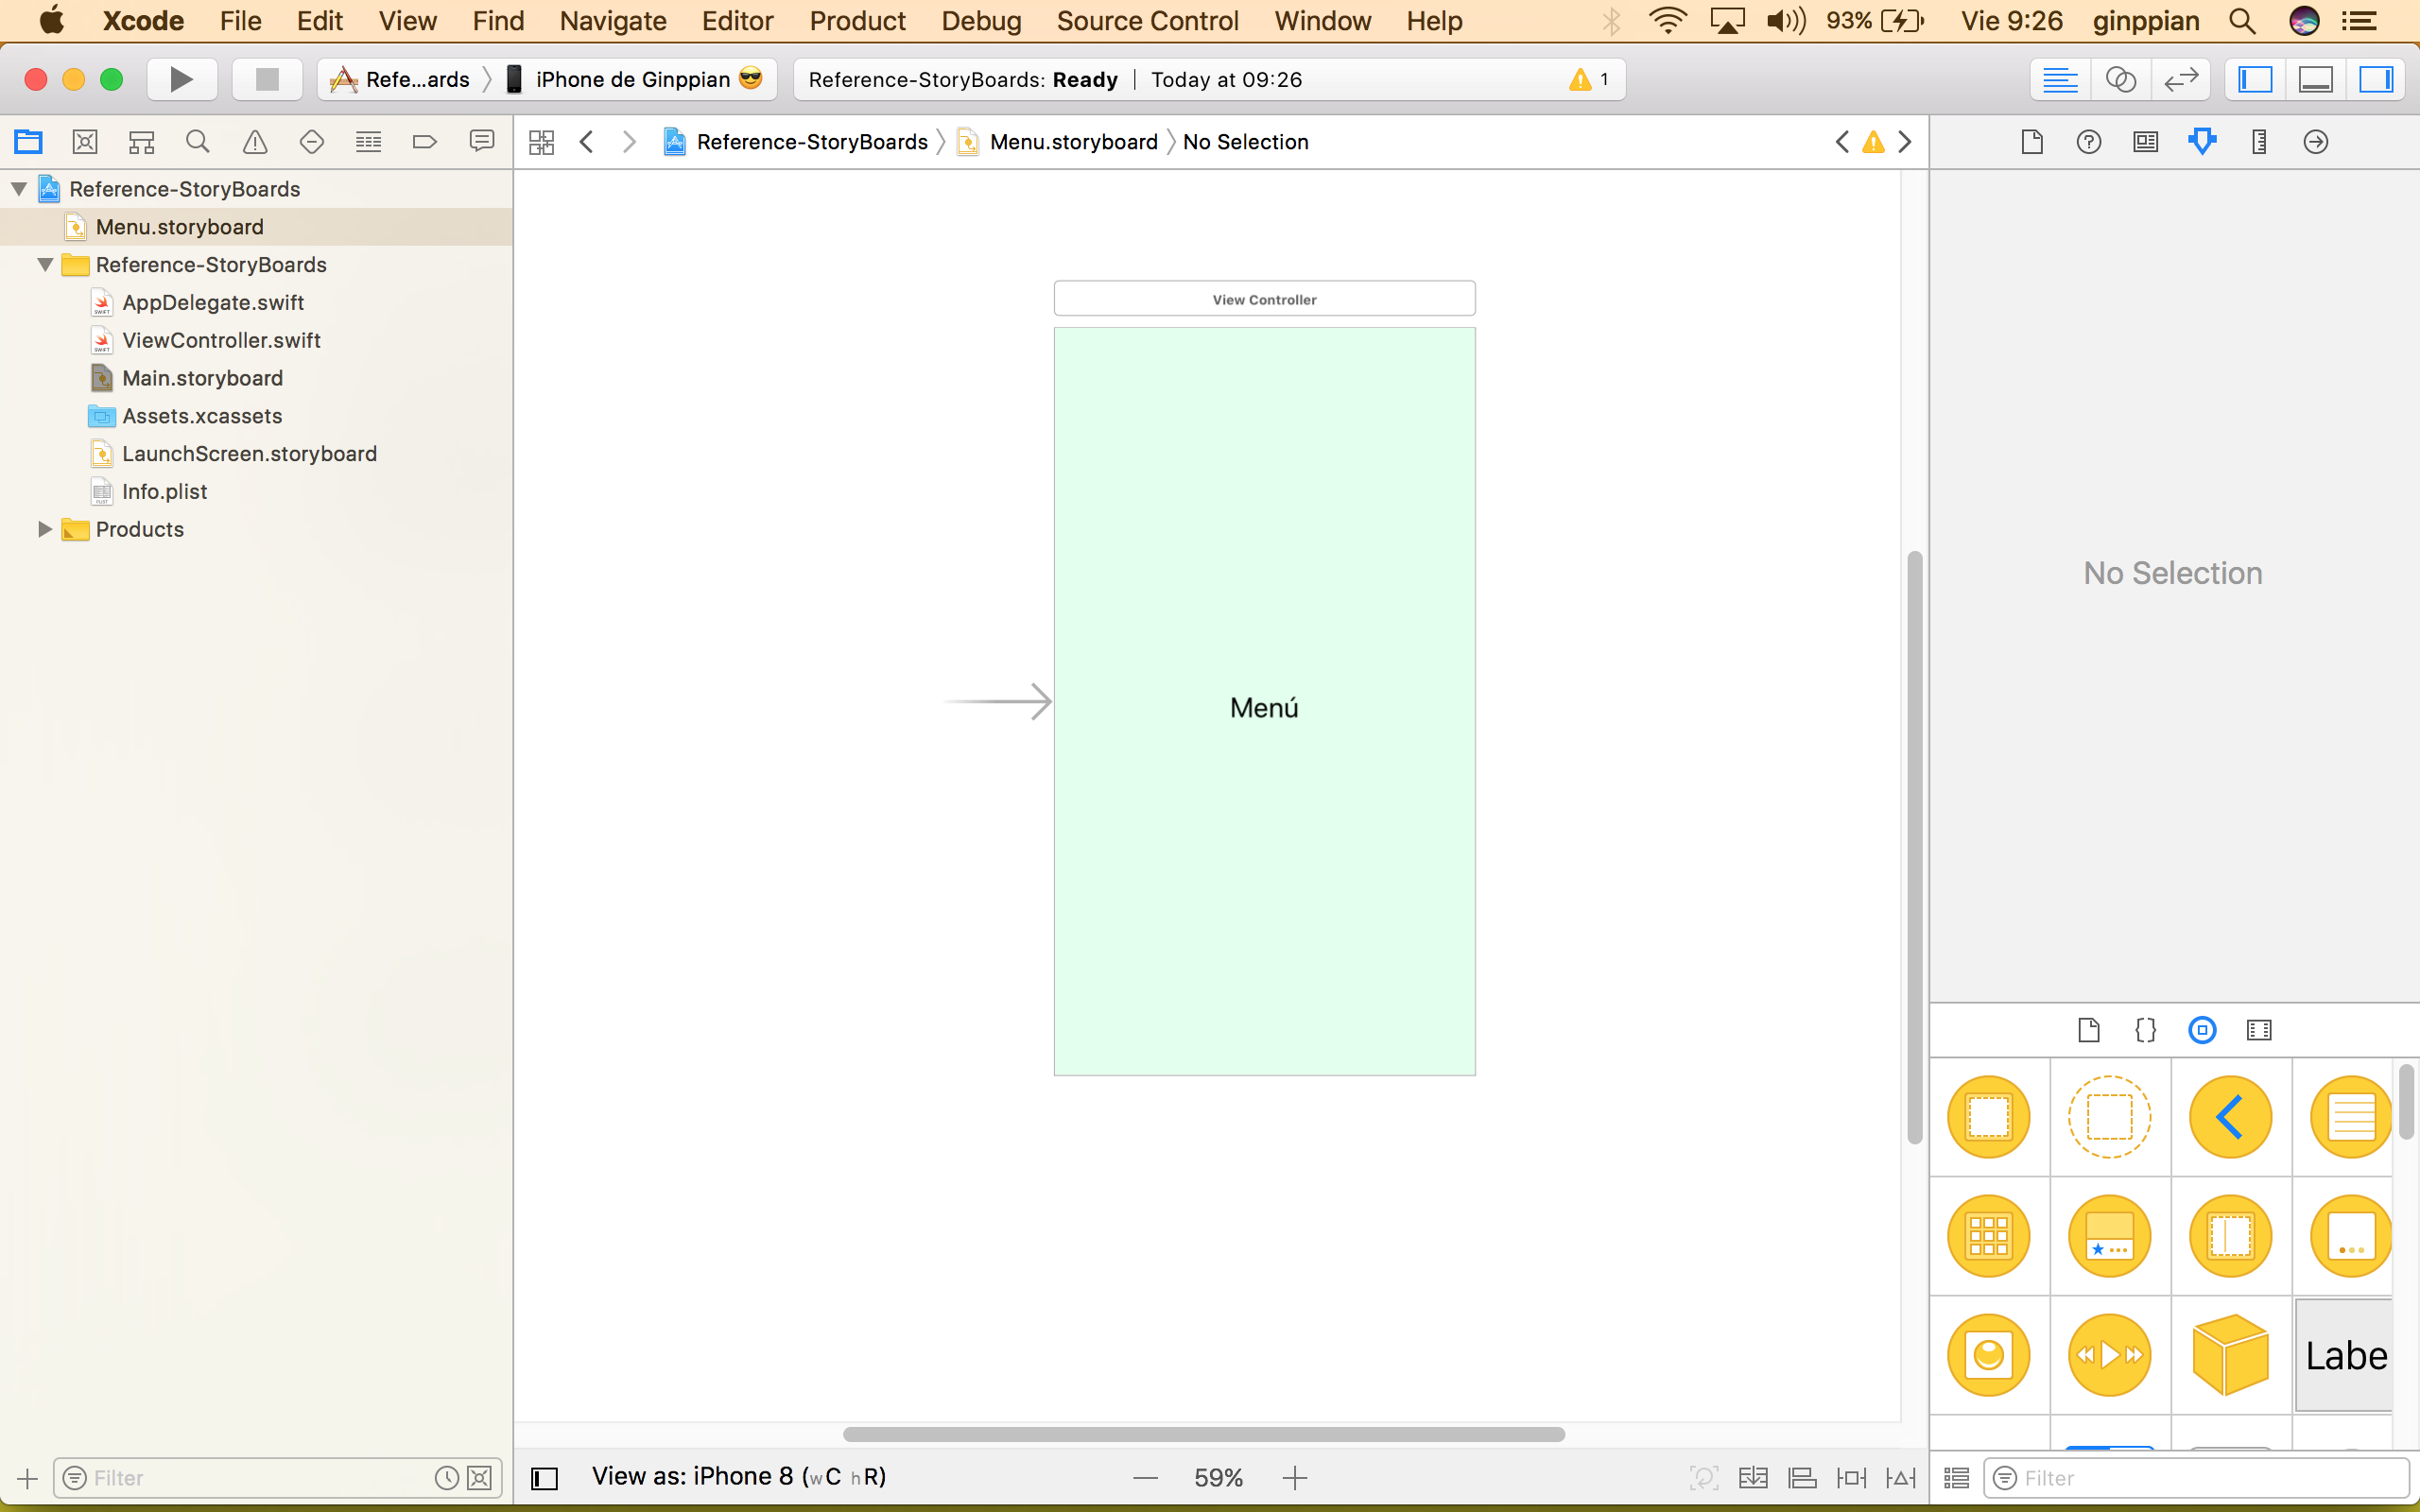 Xcode File Edit View Find Navigate Editor Product Debug Source Control Window Help 93% Vie 9:26 ginppian
Refe...ards iPhone de Ginppian 😎 Reference-StoryBoards: Ready Today at 09:26 1
Reference-StoryBoards Menu.storyboard No Selection
Reference-StoryBoards
Menu.storyboard
Reference-StoryBoards
AppDelegate.swift
ViewController.swift
Main.storyboard
Assets.xcassets
LaunchScreen.storyboard
Info.plist
Products
View Controller
Menú
No Selection
Labe
Filter
View as: iPhone 8 (wC hR) 59%
Filter